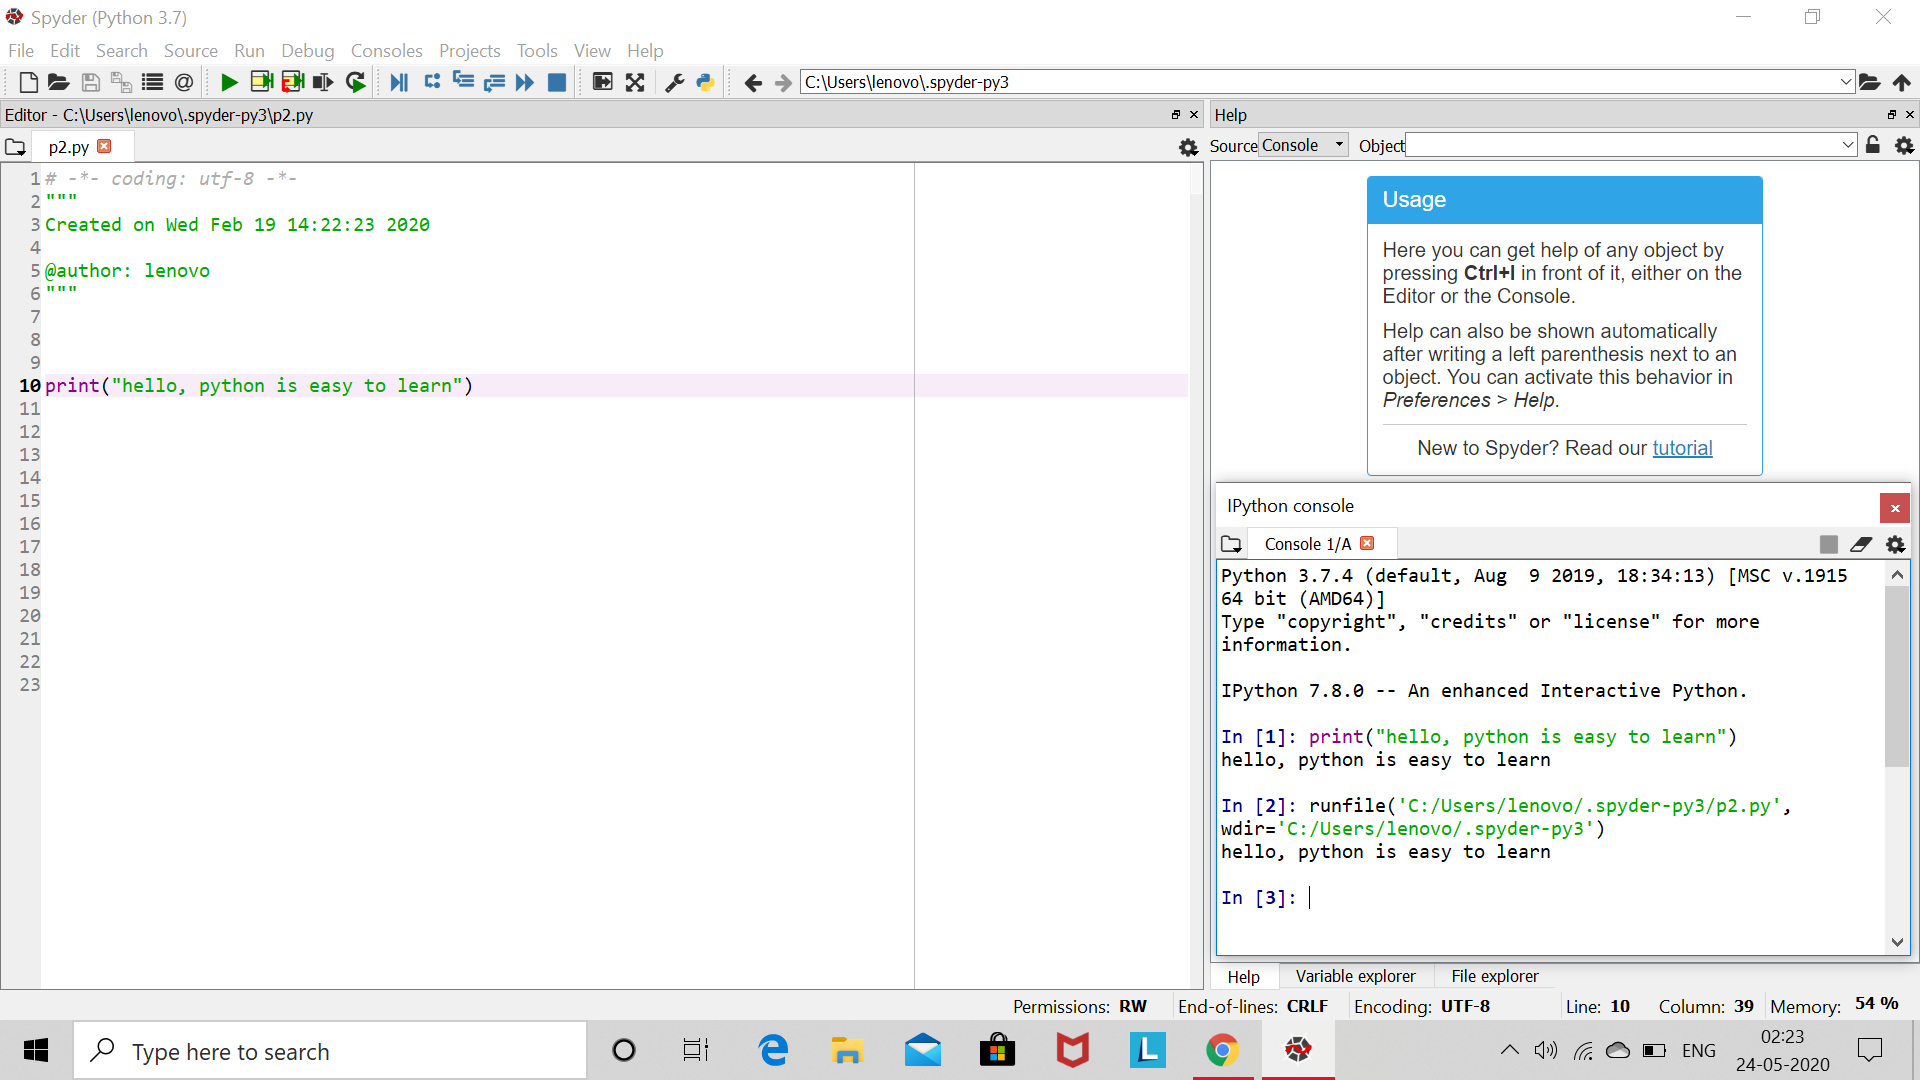 Spyder (Python 3.7)
File Edit Search Source Run Debug Consoles Projects Tools View Help
C:\Users\lenovo\.spyder-py3
Editor - C:\Users\lenovo\.spyder-py3\p2.py
p2.py
1 # -*- coding: utf-8 -*-
2 """
3 Created on Wed Feb 19 14:22:23 2020
4
5 @author: lenovo
6 """
7
8
9
10 print("hello, python is easy to learn")
11
12
13
14
15
16
17
18
19
20
21
22
23
Help
Source Console Object
Usage
Here you can get help of any object by
pressing Ctrl+I in front of it, either on the
Editor or the Console.
Help can also be shown automatically
after writing a left parenthesis next to an
object. You can activate this behavior in
Preferences > Help.
New to Spyder? Read our tutorial
IPython console
Console 1/A
Python 3.7.4 (default, Aug  9 2019, 18:34:13) [MSC v.1915
64 bit (AMD64)]
Type "copyright", "credits" or "license" for more
information.
IPython 7.8.0 -- An enhanced Interactive Python.
In [1]: print("hello, python is easy to learn")
hello, python is easy to learn
In [2]: runfile('C:/Users/lenovo/.spyder-py3/p2.py',
wdir='C:/Users/lenovo/.spyder-py3')
hello, python is easy to learn
In [3]:
Help Variable explorer File explorer
Permissions: RW End-of-lines: CRLF Encoding: UTF-8 Line: 10 Column: 39 Memory: 54 %
Type here to search
L
ENG
02:23
24-05-2020